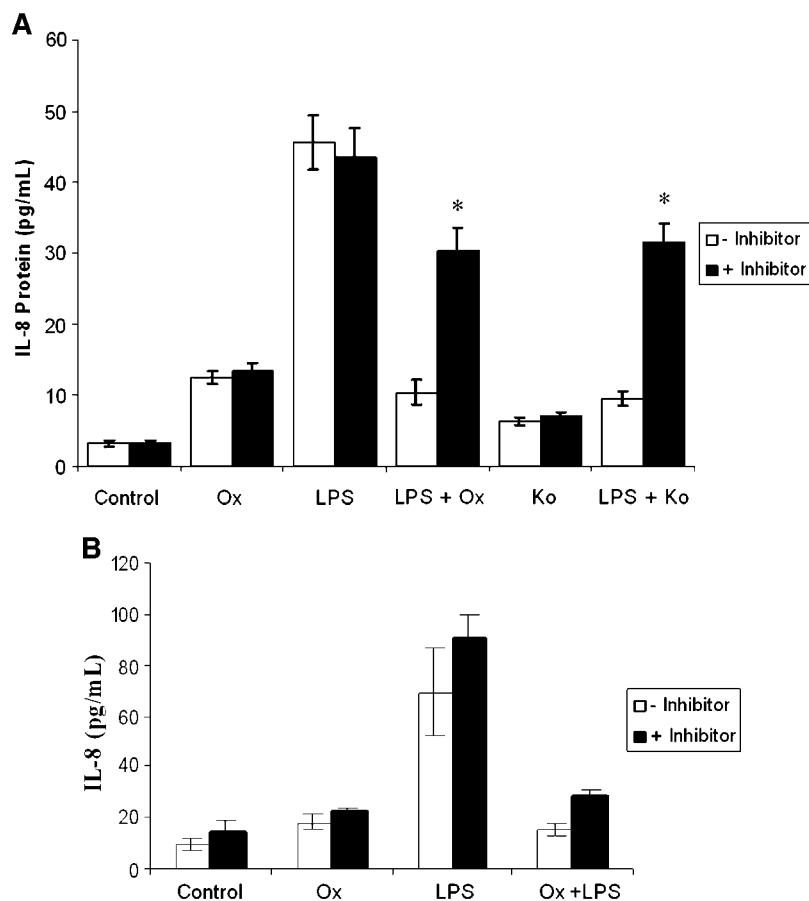 A
60
50
40
30
20
10
0
IL-8 Protein (pg/mL)
*
*
- Inhibitor
+ Inhibitor
Control Ox LPS LPS + Ox Ko LPS + Ko
B
120
100
80
60
40
20
0
IL-8 (pg/mL)
- Inhibitor
+ Inhibitor
Control Ox LPS Ox +LPS